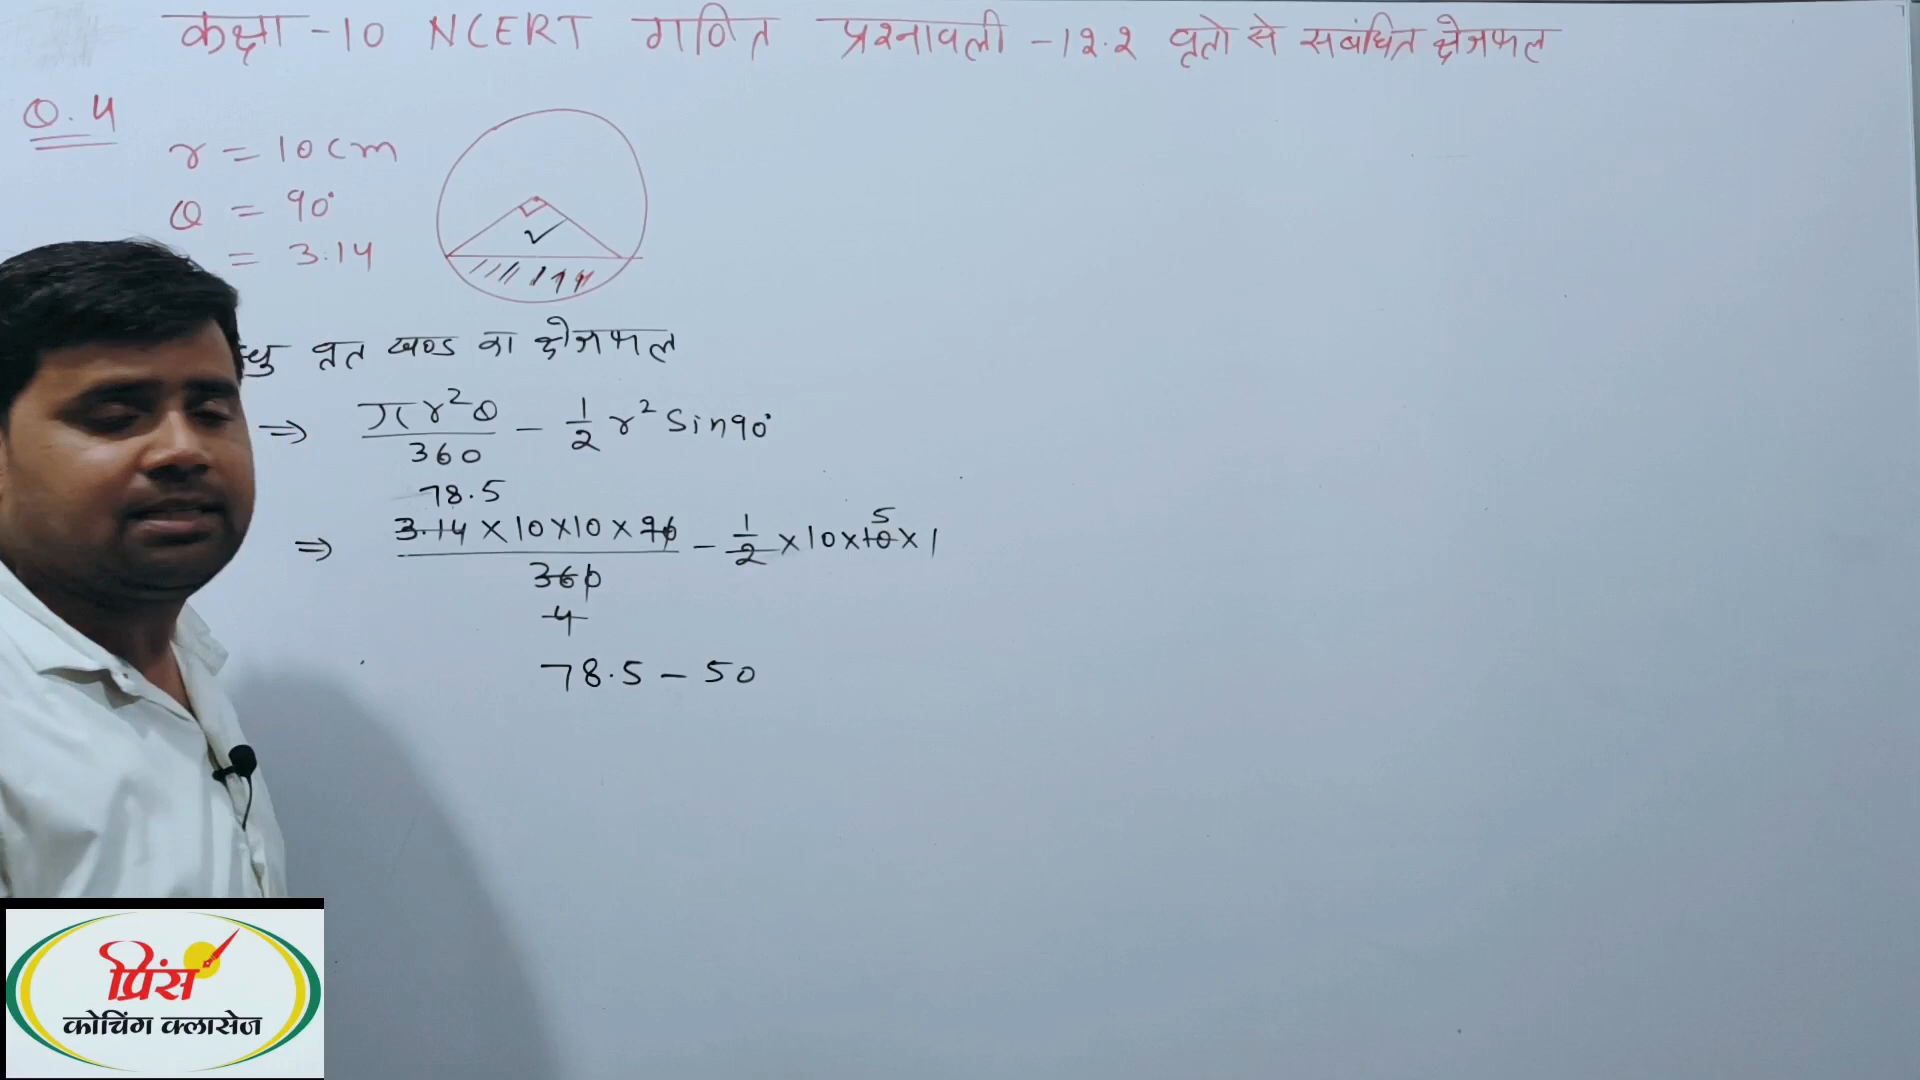 कक्षा -10 NCERT गणित प्रश्नावली -12.2 वृतो से सबंधित क्षेत्रफल
Q.4
r = 10cm
θ = 90°
= 3.14
वृत खण्ड का क्षेत्रफल
⇒ πr²θ/360 - 1/2 r² Sin90°
78.5
5
⇒ 3.14 × 10 × 10 × 90/360 - 1/2 × 10 × 10 × 1
4
78.5 - 50
प्रिंस
कोचिंग क्लासेज